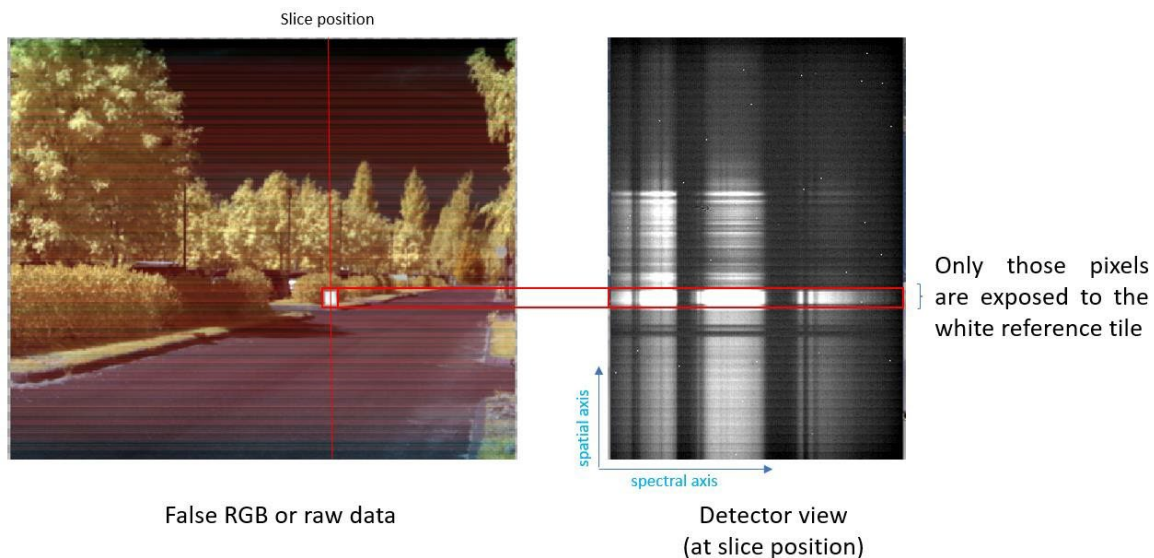 Slice position
Only those pixels
are exposed to the
white reference tile
spatial axis
spectral axis
False RGB or raw data
Detector view
(at slice position)